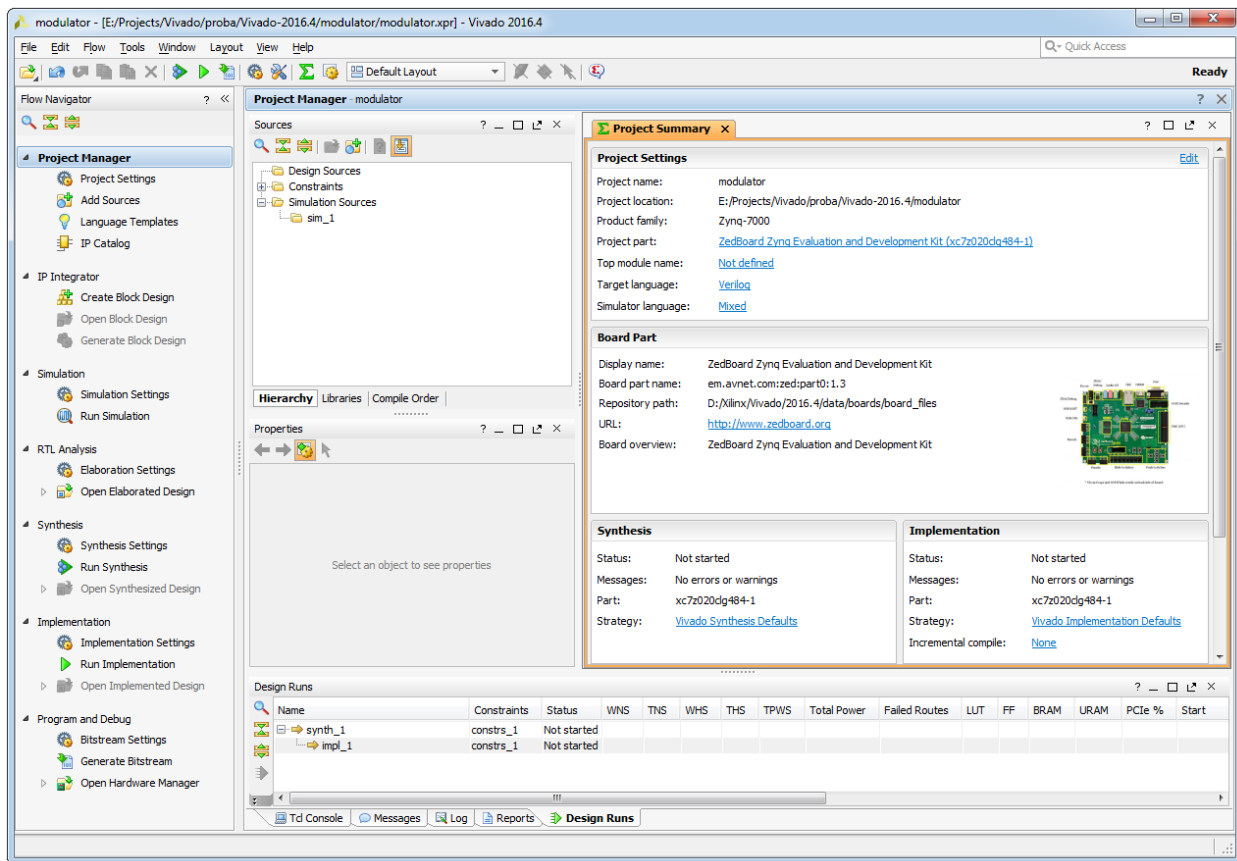 modulator - [E:/Projects/Vivado/proba/Vivado-2016.4/modulator/modulator.xpr] - Vivado 2016.4
File Edit Flow Tools Window Layout View Help
Quick Access
Default Layout
Ready
Flow Navigator ? «
Project Manager
Project Settings
Add Sources
Language Templates
IP Catalog
IP Integrator
Create Block Design
Open Block Design
Generate Block Design
Simulation
Simulation Settings
Run Simulation
RTL Analysis
Elaboration Settings
Open Elaborated Design
Synthesis
Synthesis Settings
Run Synthesis
Open Synthesized Design
Implementation
Implementation Settings
Run Implementation
Open Implemented Design
Program and Debug
Bitstream Settings
Generate Bitstream
Open Hardware Manager
Project Manager - modulator
Sources
Design Sources
Constraints
Simulation Sources
sim_1
Hierarchy Libraries Compile Order
Properties
Select an object to see properties
Project Summary
Project Settings Edit
Project name: modulator
Project location: E:/Projects/Vivado/proba/Vivado-2016.4/modulator
Product family: Zynq-7000
Project part: ZedBoard Zynq Evaluation and Development Kit (xc7z020clg484-1)
Top module name: Not defined
Target language: Verilog
Simulator language: Mixed
Board Part
Display name: ZedBoard Zynq Evaluation and Development Kit
Board part name: em.avnet.com:zed:part0:1.3
Repository path: D:/Xilinx/Vivado/2016.4/data/boards/board_files
URL: http://www.zedboard.org
Board overview: ZedBoard Zynq Evaluation and Development Kit
Synthesis
Status: Not started
Messages: No errors or warnings
Part: xc7z020clg484-1
Strategy: Vivado Synthesis Defaults
Implementation
Status: Not started
Messages: No errors or warnings
Part: xc7z020clg484-1
Strategy: Vivado Implementation Defaults
Incremental compile: None
Design Runs
Name Constraints Status WNS TNS WHS THS TPWS Total Power Failed Routes LUT FF BRAM URAM PCIe % Start
synth_1 constrs_1 Not started
impl_1 constrs_1 Not started
Tcl Console Messages Log Reports Design Runs